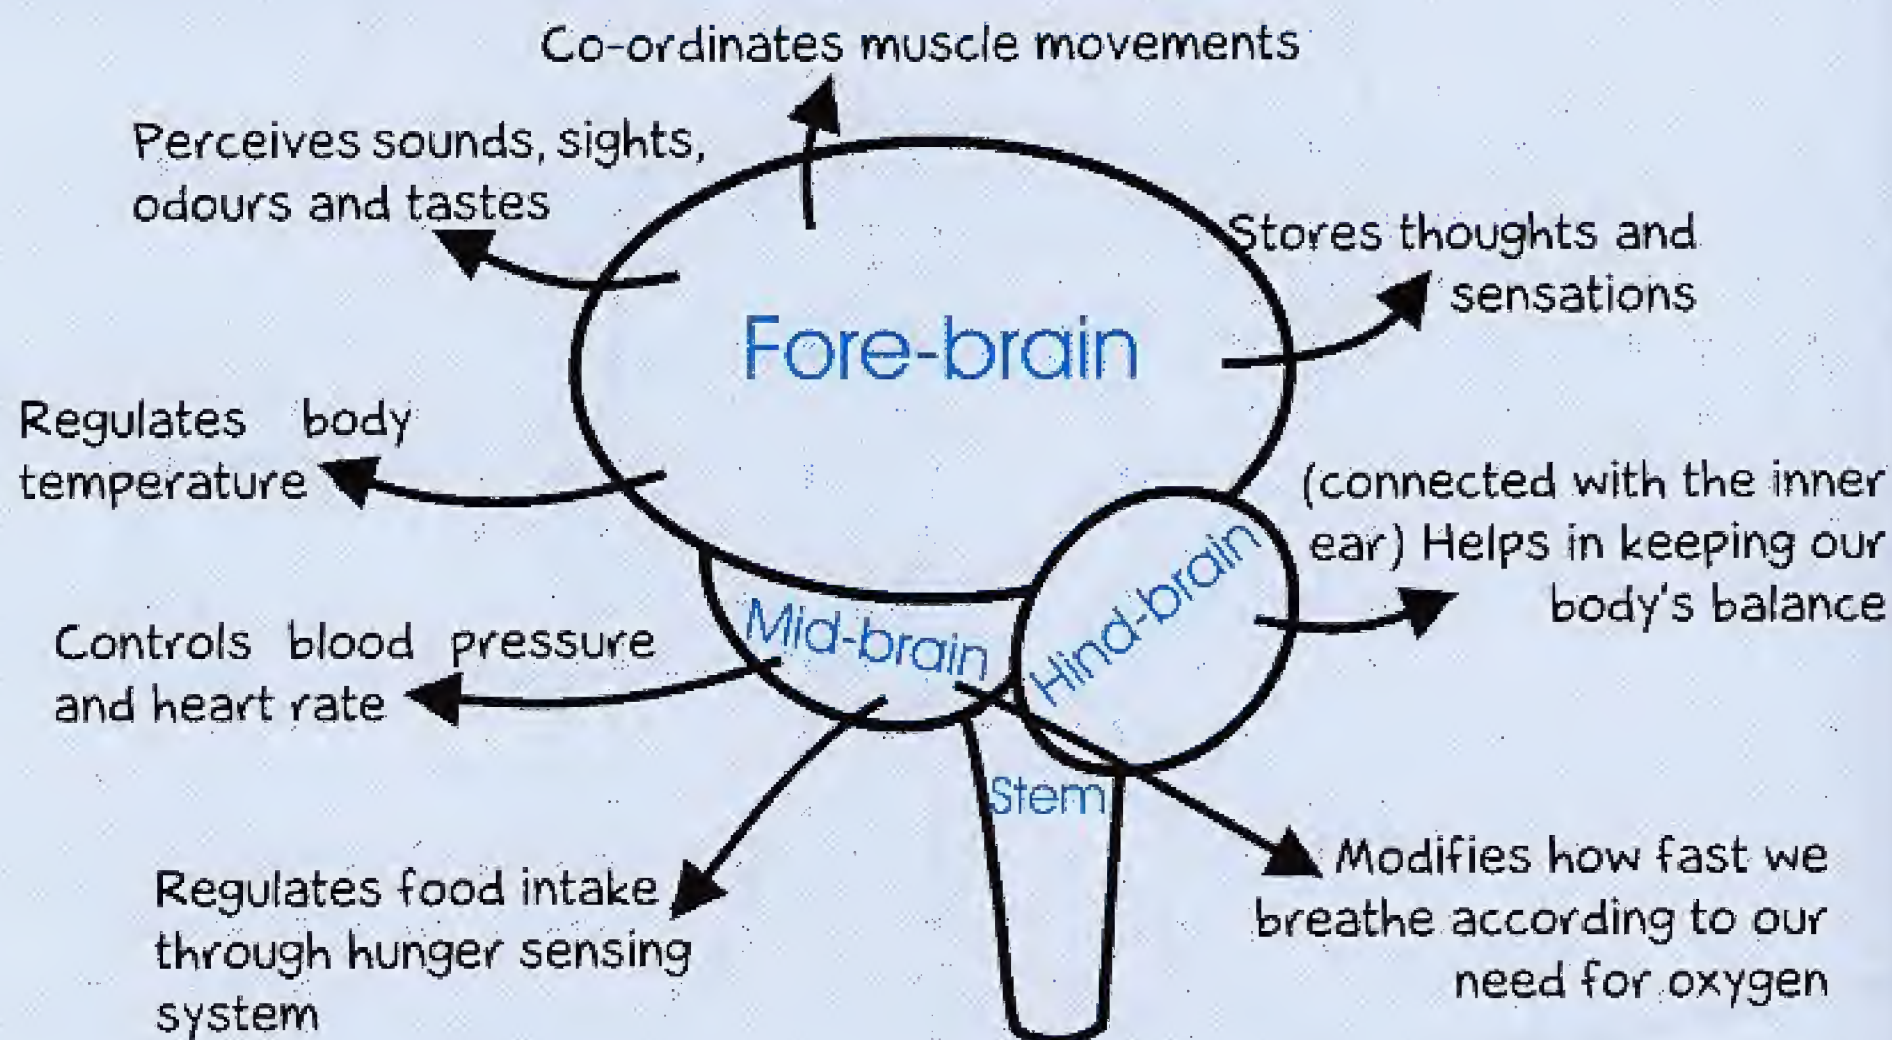 Co-ordinates muscle movements
Perceives sounds, sights,
odours and tastes
Stores thoughts and
sensations
Fore-brain
Regulates body
temperature
(connected with the inner
ear) Helps in keeping our
body's balance
Hind-brain
Mid-brain
Controls blood pressure
and heart rate
Stem
Regulates food intake
through hunger sensing
system
Modifies how fast we
breathe according to our
need for oxygen